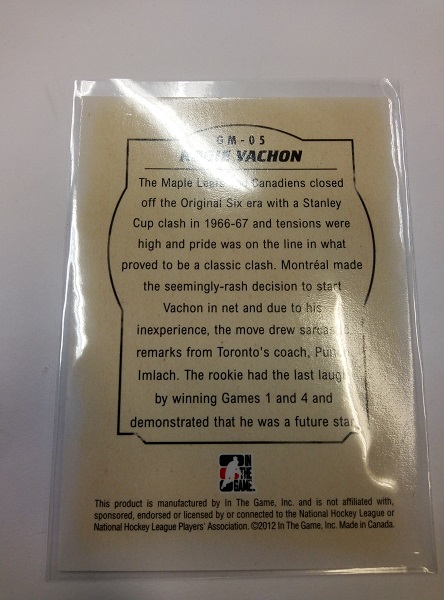 GM-05
VACHON
The Maple Canadiens closed
off the Original Six era with a Stanley
Cup clash in 1966-67 and tensions were
high and pride was on the line in what
proved to be a classic clash. Montréal made
the seemingly-rash decision to start
Vachon in net and due to his
inexperience, the move drew
remarks from Toronto's coach,
Imlach. The rookie had the last laugh
by winning Games 1 and 4 and
demonstrated that he was a future star.
IN
THE
GAME
This product is manufactured by In The Game, Inc. and is not affiliated with,
sponsored, endorsed or licensed by or connected to the National Hockey League or
National Hockey League Players' Association. ©2012 In The Game, Inc. Made in Canada.